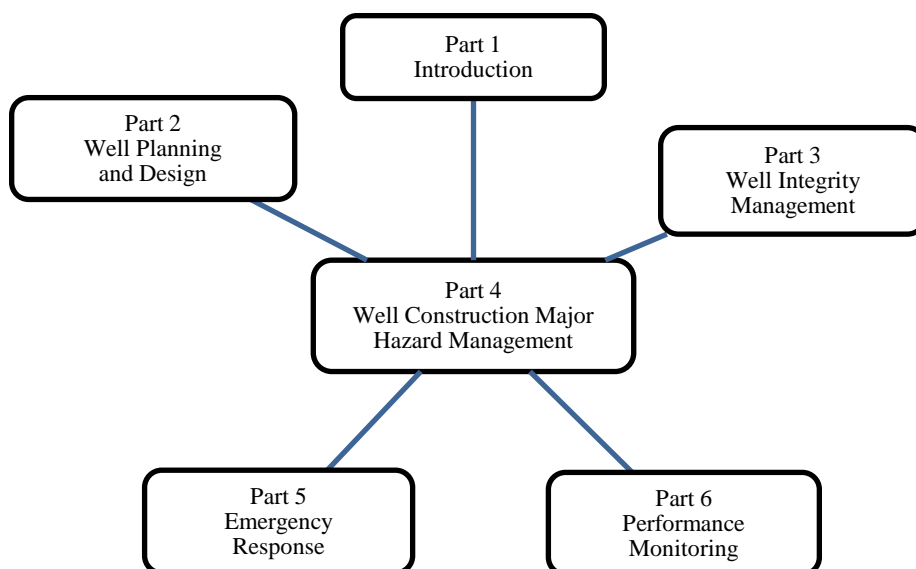 Part 1
Introduction
Part 2
Well Planning
and Design
Part 3
Well Integrity
Management
Part 4
Well Construction Major
Hazard Management
Part 5
Emergency
Response
Part 6
Performance
Monitoring